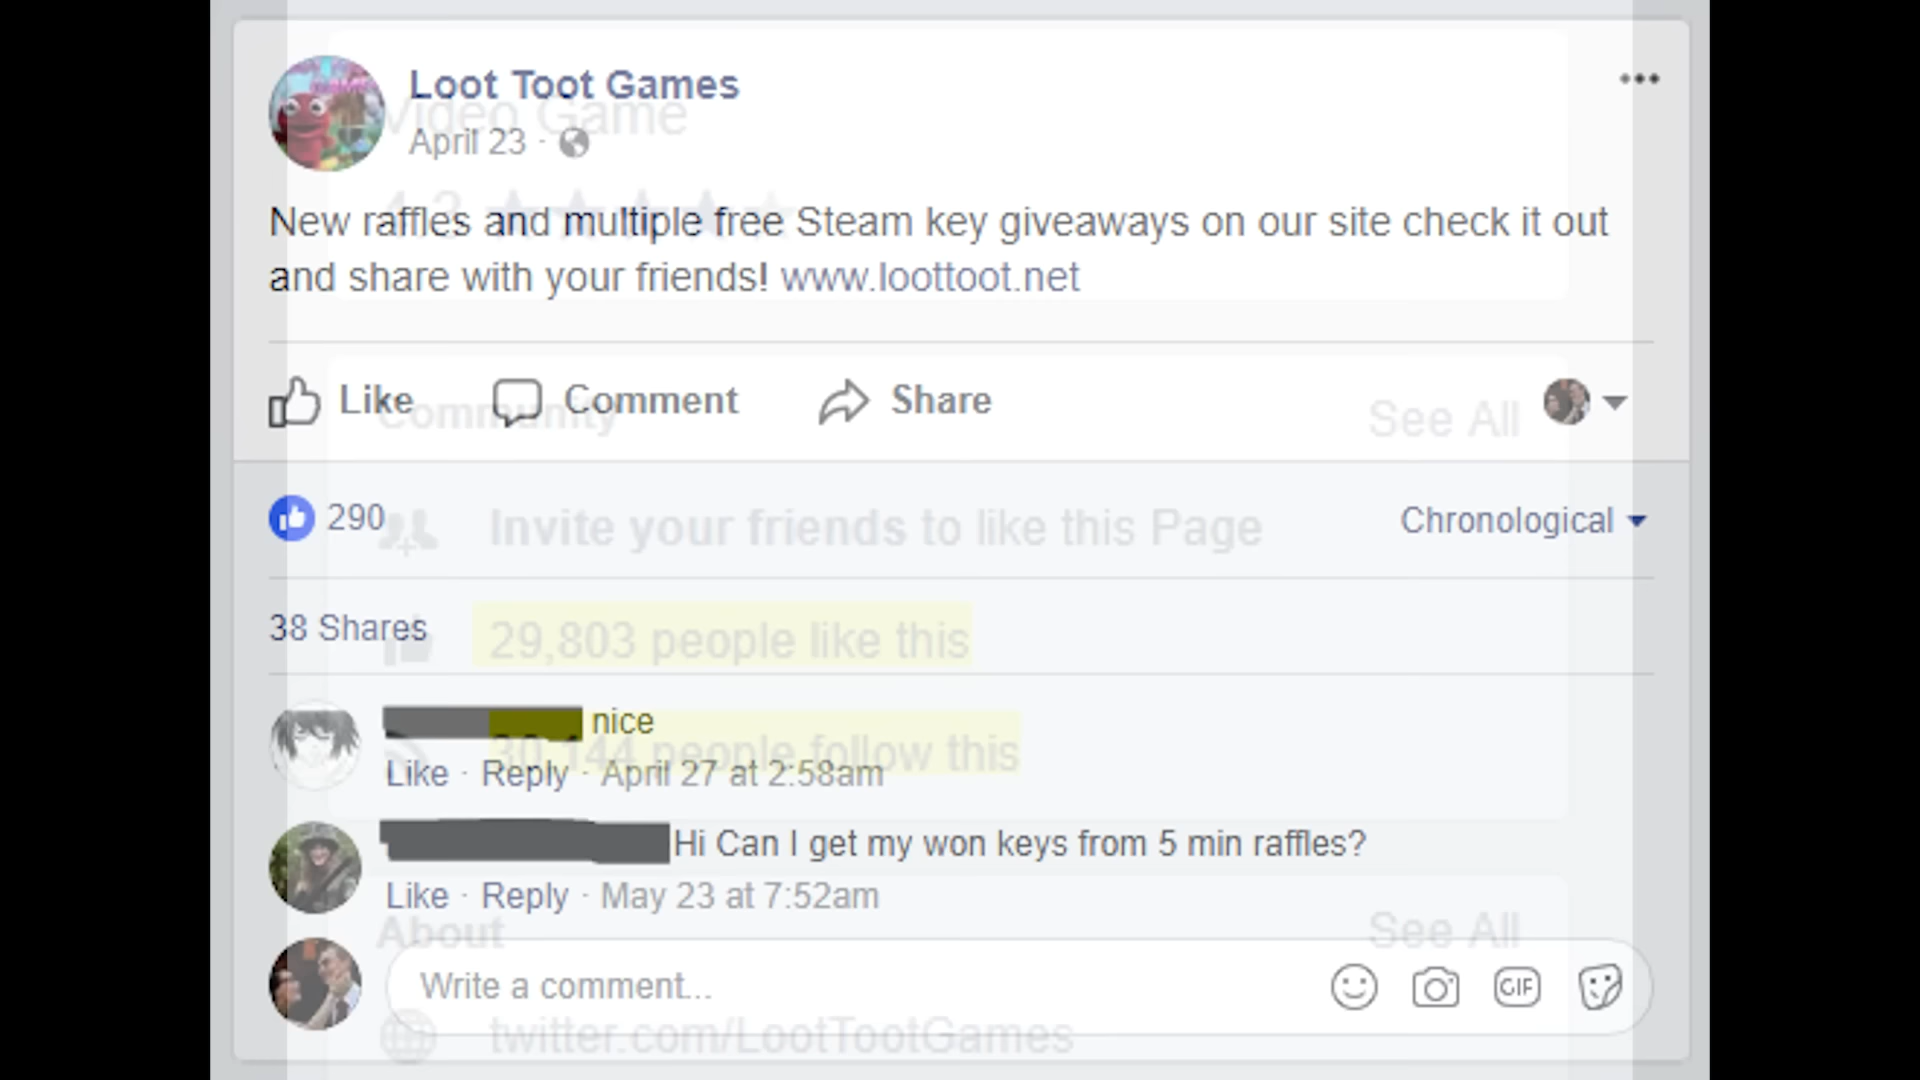 Loot Toot Games
Video Game
April 23 ·
4.3
New raffles and multiple free Steam key giveaways on our site check it out
and share with your friends! www.loottoot.net
Like Comment Share
Community See All
290 Chronological
Invite your friends to like this Page
38 Shares
29,803 people like this
nice
30,144 people follow this
Like · Reply · April 27 at 2:58am
Hi Can I get my won keys from 5 min raffles?
Like · Reply · May 23 at 7:52am
About See All
Write a comment... GIF
twitter.com/LootTootGames